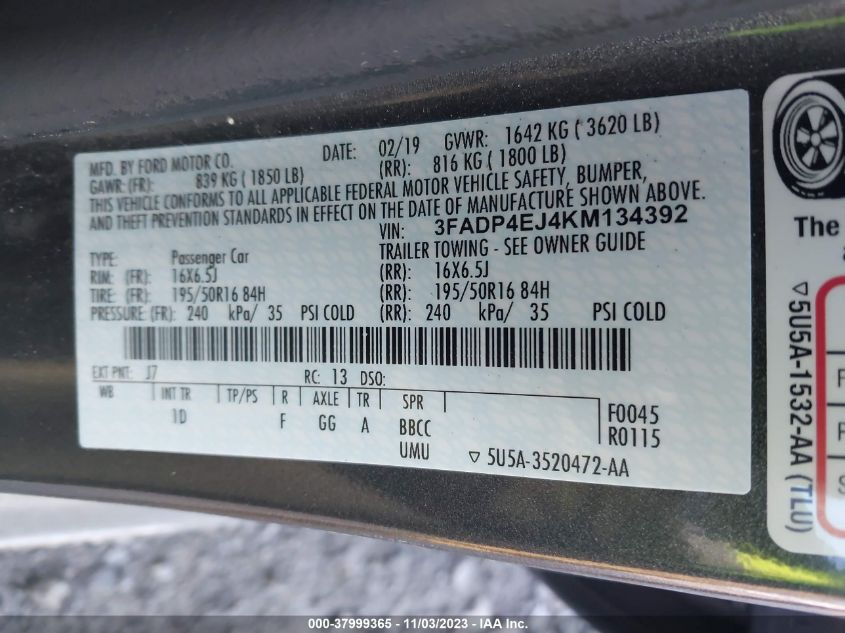 MFD. BY FORD MOTOR CO.
DATE: 02/19 GVWR: 1642 KG ( 3620 LB)
GAWR: (FR): 839 KG ( 1850 LB) (RR): 816 KG ( 1800 LB)
THIS VEHICLE CONFORMS TO ALL APPLICABLE FEDERAL MOTOR VEHICLE SAFETY, BUMPER,
AND THEFT PREVENTION STANDARDS IN EFFECT ON THE DATE OF MANUFACTURE SHOWN ABOVE.
VIN: 3FADP4EJ4KM134392
TYPE: Passenger Car TRAILER TOWING - SEE OWNER GUIDE
RIM: (FR): 16X6.5J (RR): 16X6.5J
TIRE: (FR): 195/50R16 84H (RR): 195/50R16 84H
PRESSURE (FR): 240 kPa/ 35 PSI COLD (RR): 240 kPa/ 35 PSI COLD
EXT PNT: J7 RC: 13 DSO:
WB INT TR TP/PS R AXLE TR SPR
1D F GG A BBCC
UMU
F0045
R0115
▽ 5U5A-3520472-AA
The
▽5U5A-1532-AA (TLU)
F
S
000-37999365 - 11/03/2023 - IAA Inc.